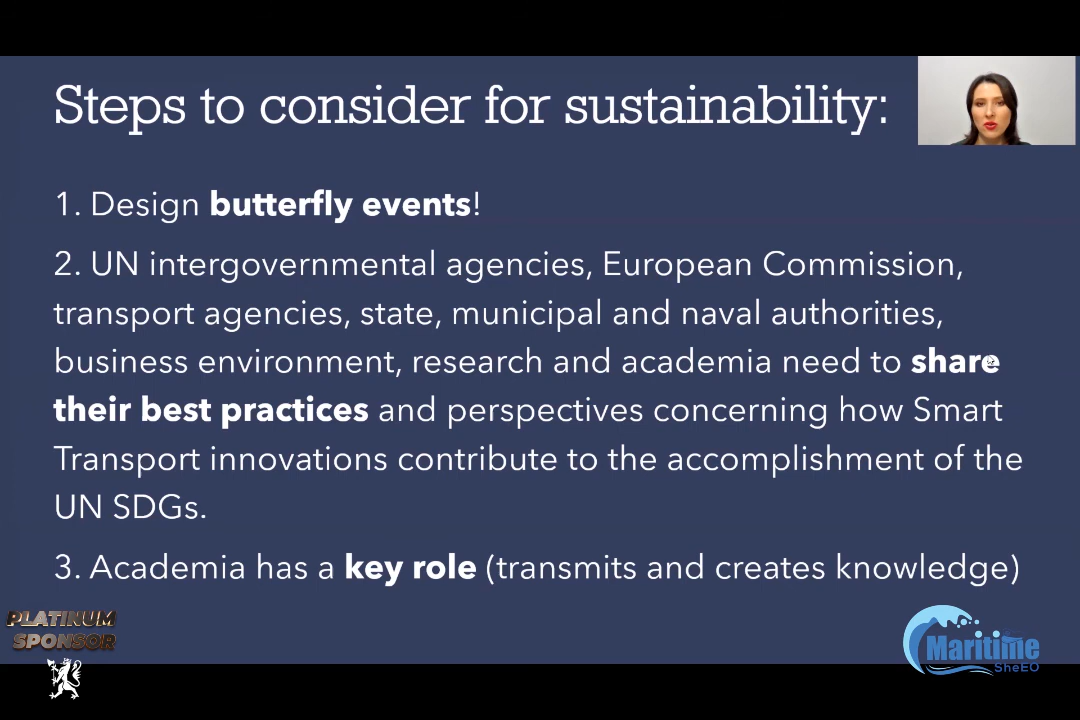 Steps to consider for sustainability:
1. Design butterfly events!
2. UN intergovernmental agencies, European Commission,
transport agencies, state, municipal and naval authorities,
business environment, research and academia need to share
their best practices and perspectives concerning how Smart
Transport innovations contribute to the accomplishment of the
UN SDGs.
3. Academia has a key role (transmits and creates knowledge)
PLATINUM
SPONSOR
Maritime
SheEO